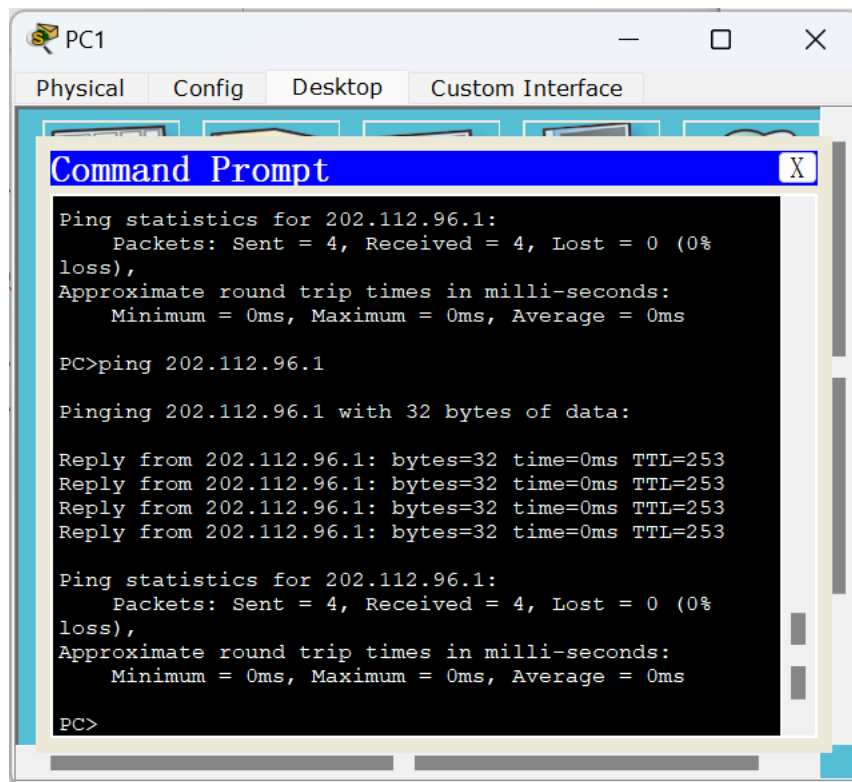 PC1
Physical Config Desktop Custom Interface
Command Prompt X
Ping statistics for 202.112.96.1:
Packets: Sent = 4, Received = 4, Lost = 0 (0%
loss),
Approximate round trip times in milli-seconds:
Minimum = 0ms, Maximum = 0ms, Average = 0ms
PC>ping 202.112.96.1
Pinging 202.112.96.1 with 32 bytes of data:
Reply from 202.112.96.1: bytes=32 time=0ms TTL=253
Reply from 202.112.96.1: bytes=32 time=0ms TTL=253
Reply from 202.112.96.1: bytes=32 time=0ms TTL=253
Reply from 202.112.96.1: bytes=32 time=0ms TTL=253
Ping statistics for 202.112.96.1:
Packets: Sent = 4, Received = 4, Lost = 0 (0%
loss),
Approximate round trip times in milli-seconds:
Minimum = 0ms, Maximum = 0ms, Average = 0ms
PC>